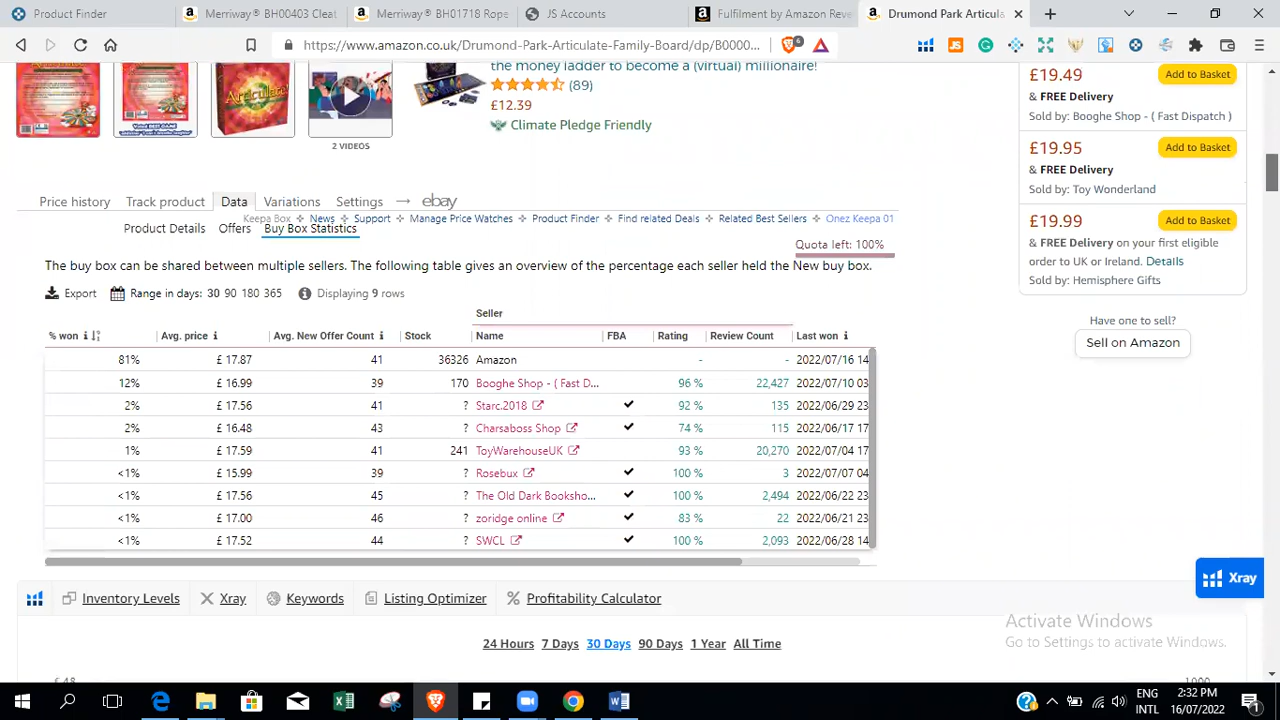 Product Finder
Merriway® BH00403 Cleat
Merriway® BH01718 Rope
JS Accounts
Fulfilment by Amazon Reve
Drumond Park Articula
https://www.amazon.co.uk/Drumond-Park-Articulate-Family-Board/dp/B0000...
6
the money ladder to become a (virtual) millionaire!
(89)
£12.39
Climate Pledge Friendly
Articulate!
2 VIDEOS
£19.49 Add to Basket
& FREE Delivery
Sold by: Booghe Shop - ( Fast Dispatch )
£19.95 Add to Basket
& FREE Delivery
Sold by: Toy Wonderland
£19.99 Add to Basket
& FREE Delivery on your first eligible
order to UK or Ireland. Details
Sold by: Hemisphere Gifts
Have one to sell?
Sell on Amazon
Price history Track product Data Variations Settings → ebay
Keepa Box News Support Manage Price Watches Product Finder Find related Deals Related Best Sellers Onez Keepa 01
Product Details Offers Buy Box Statistics
Quota left: 100%
The buy box can be shared between multiple sellers. The following table gives an overview of the percentage each seller held the New buy box.
Export Range in days: 30 90 180 365 Displaying 9 rows
Seller
% won Avg. price Avg. New Offer Count Stock Name FBA Rating Review Count Last won
81% £ 17.87 41 36326 Amazon - - 2022/07/16 14
12% £ 16.99 39 170 Booghe Shop - ( Fast D... 96 % 22,427 2022/07/10 03
2% £ 17.56 41 ? Starc.2018 ✔ 92 % 135 2022/06/29 23
2% £ 16.48 43 ? Charsaboss Shop ✔ 74 % 115 2022/06/17 17
1% £ 17.59 41 241 ToyWarehouseUK 93 % 20,270 2022/07/04 17
<1% £ 15.99 39 ? Rosebux ✔ 100 % 3 2022/07/07 04
<1% £ 17.56 45 ? The Old Dark Booksho... ✔ 100 % 2,494 2022/06/22 23
<1% £ 17.00 46 ? zoridge online ✔ 83 % 22 2022/06/21 23
<1% £ 17.52 44 ? SWCL ✔ 100 % 2,093 2022/06/28 14
Inventory Levels Xray Keywords Listing Optimizer Profitability Calculator
Xray
24 Hours 7 Days 30 Days 90 Days 1 Year All Time
Activate Windows
Go to Settings to activate Windows.
ENG
INTL
2:32 PM
16/07/2022
1